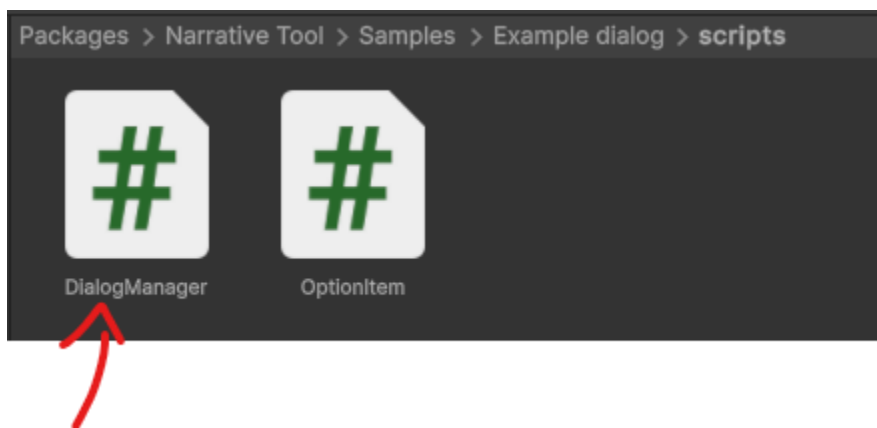 Packages > Narrative Tool > Samples > Example dialog > scripts
# #
DialogManager OptionItem